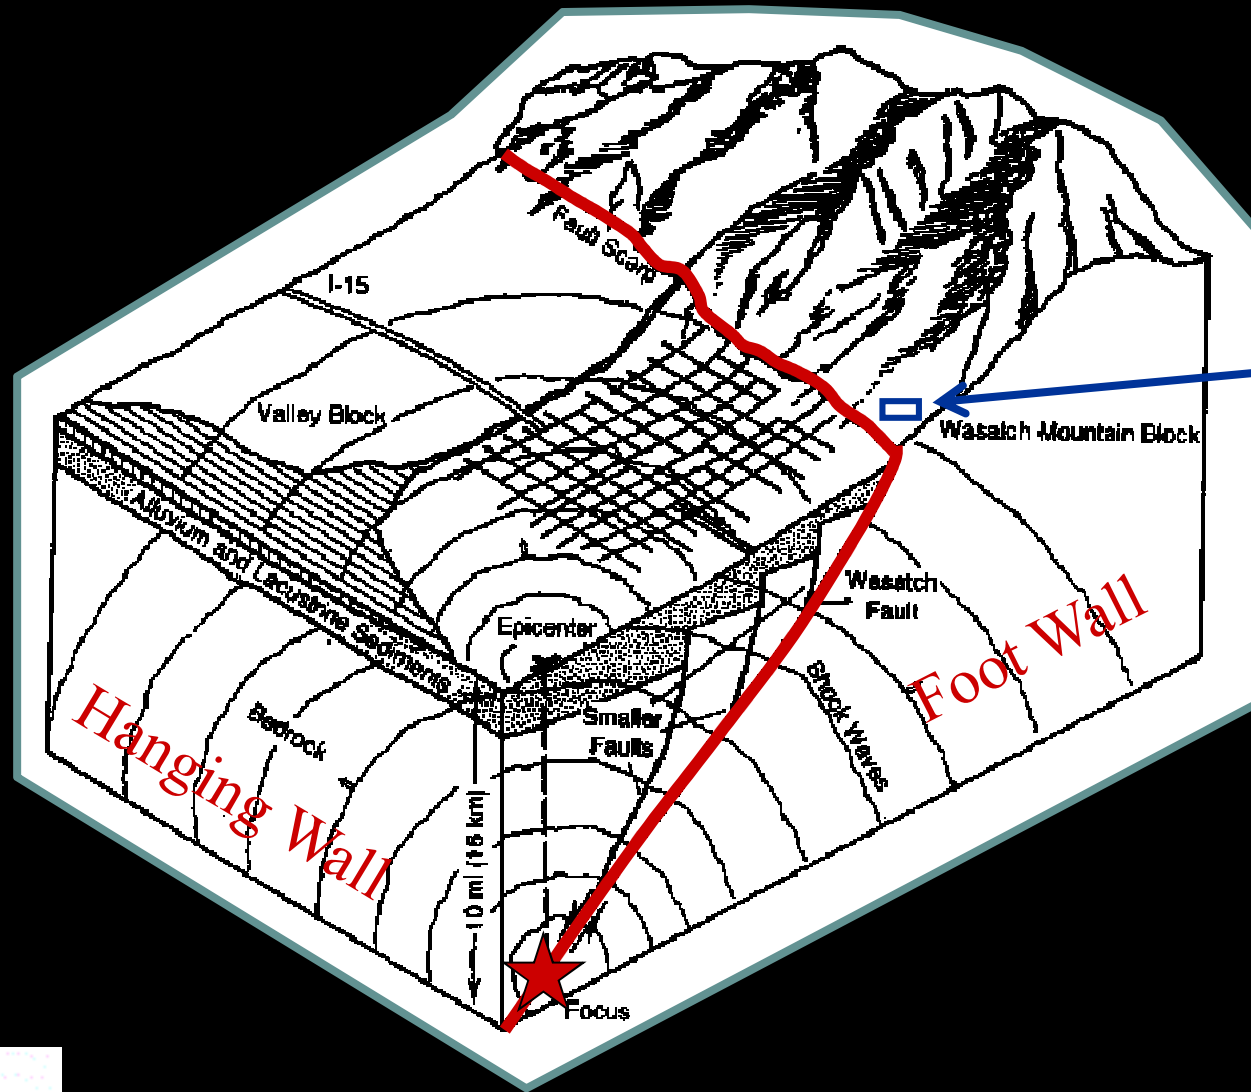 Fault Scarp
I-15
Valley Block
Wasatch Mountain Block
Alluvium and Lacustrine Sediments
Wasatch
Fault
Epicenter
Foot Wall
Hanging Wall
Bedrock
Smaller
Faults
Shock Waves
10 mi (16 km)
Focus